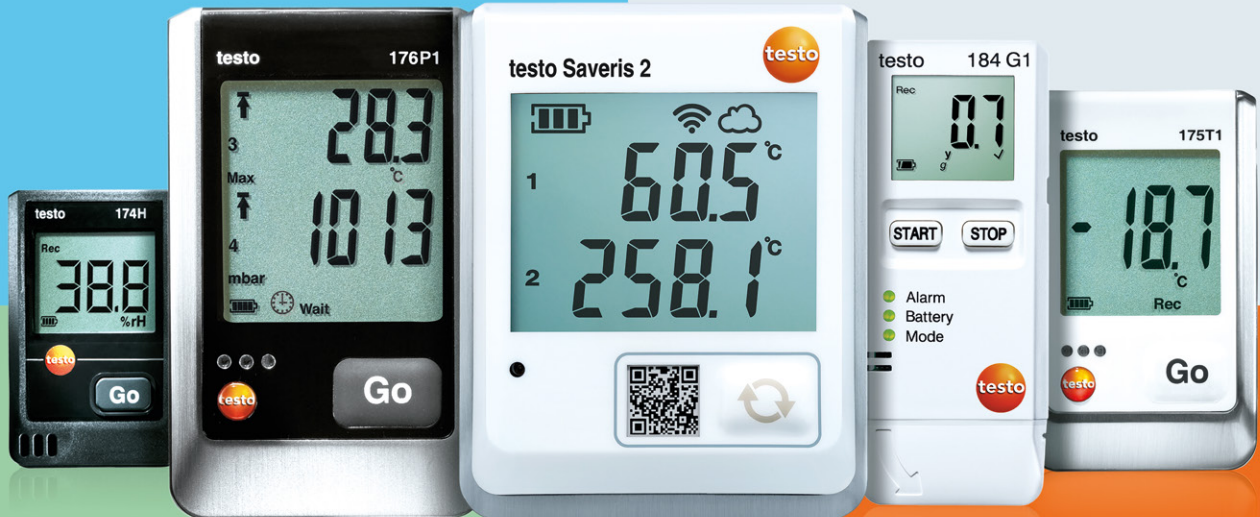 testo 174H
Rec
38.8
%rH
testo
Go
testo 176P1
3
28.3
Max
°C
4
1013
mbar
Wait
testo
Go
testo Saveris 2
testo
1
60.5 °C
2
258.1 °C
testo 184 G1
Rec
0.7
y
g
START STOP
Alarm
Battery
Mode
testo
testo 175T1
-18.7
°C
Rec
testo
Go